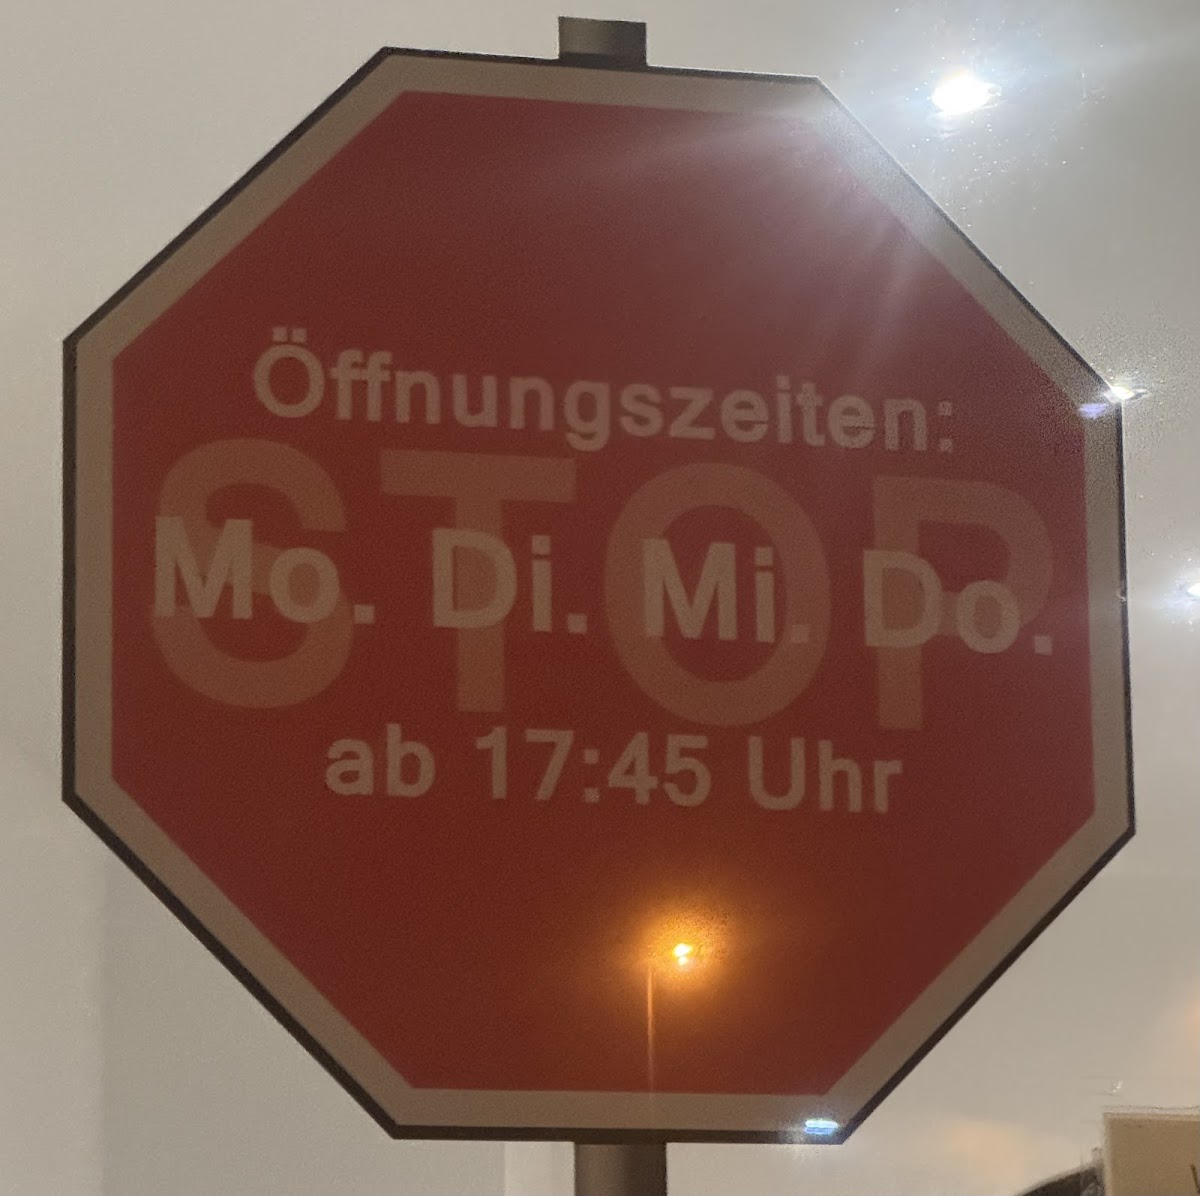 Öffnungszeiten:
STOP
Mo. Di. Mi. Do.
ab 17:45 Uhr